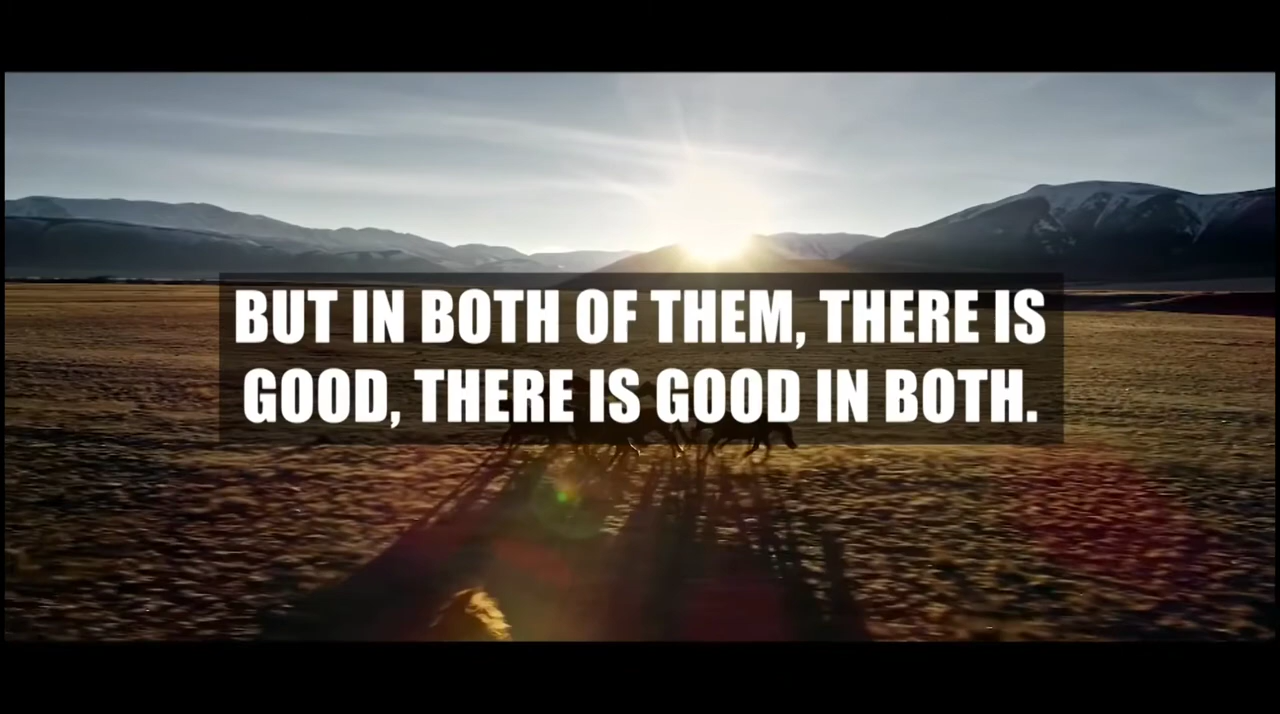 BUT IN BOTH OF THEM, THERE IS
GOOD, THERE IS GOOD IN BOTH.